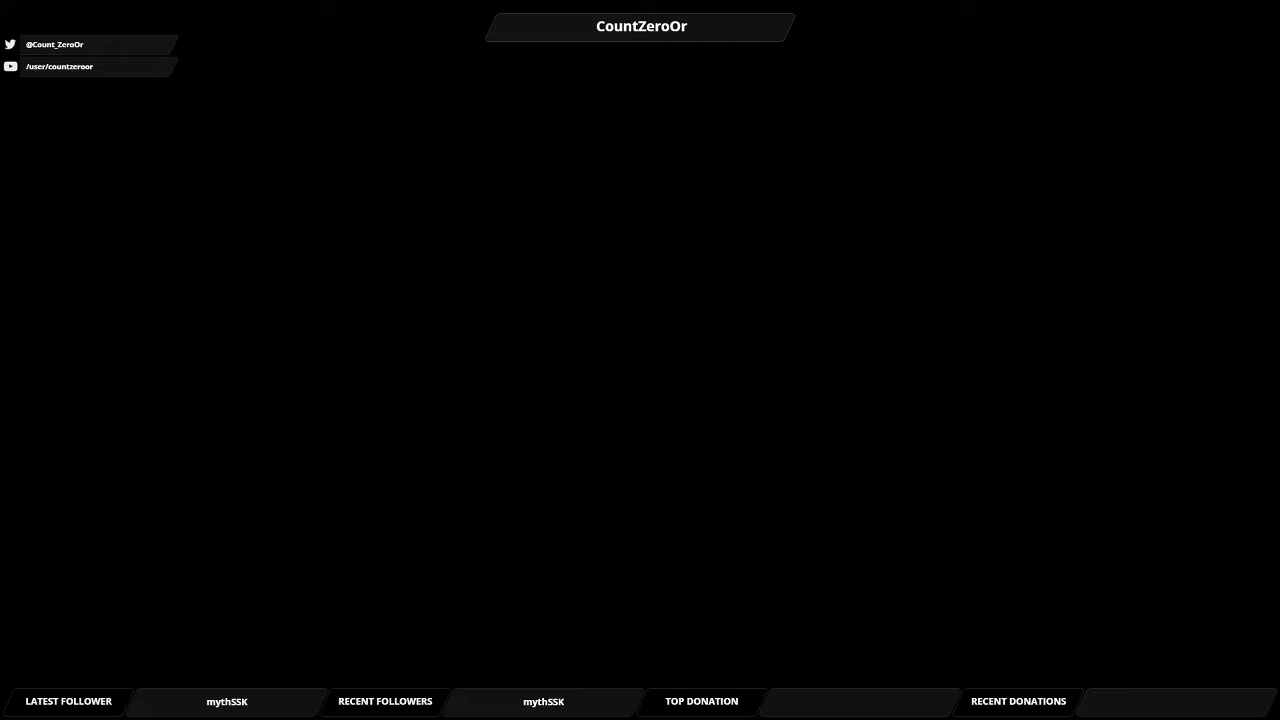 CountZeroOr
@Count_ZeroOr
/user/countzeroor
LATEST FOLLOWER mythSSK RECENT FOLLOWERS mythSSK TOP DONATION RECENT DONATIONS